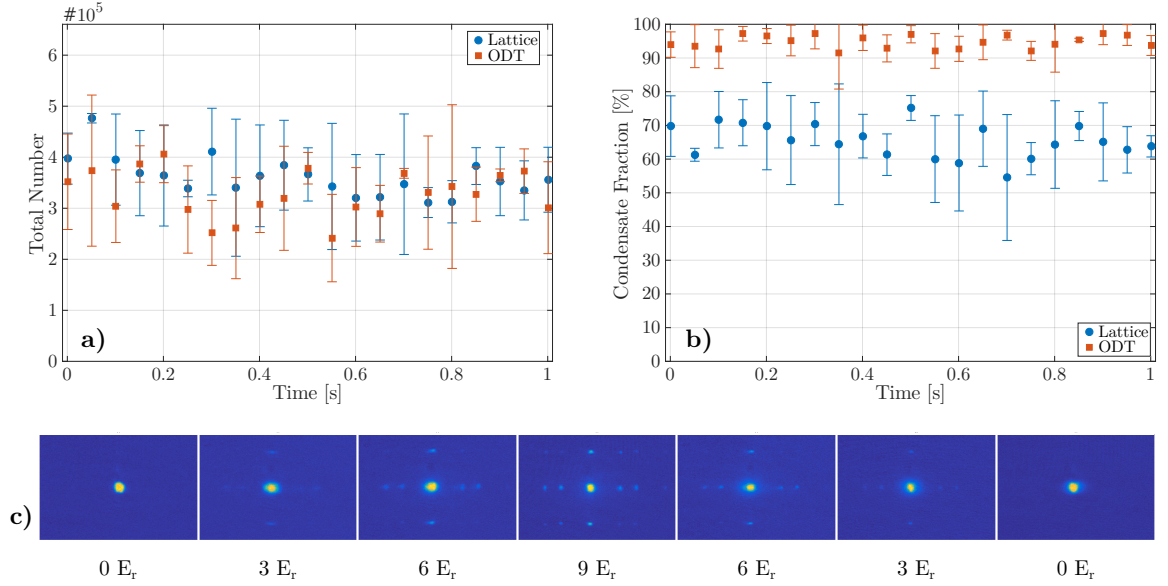 #10^5
Total Number
6
5
4
3
2
1
0
0 0.2 0.4 0.6 0.8 1
Time [s]
Lattice
ODT
a)
Condensate Fraction [%]
100
90
80
70
60
50
40
30
20
10
0
0 0.2 0.4 0.6 0.8 1
Time [s]
Lattice
ODT
b)
c)
0 E_r 3 E_r 6 E_r 9 E_r 6 E_r 3 E_r 0 E_r